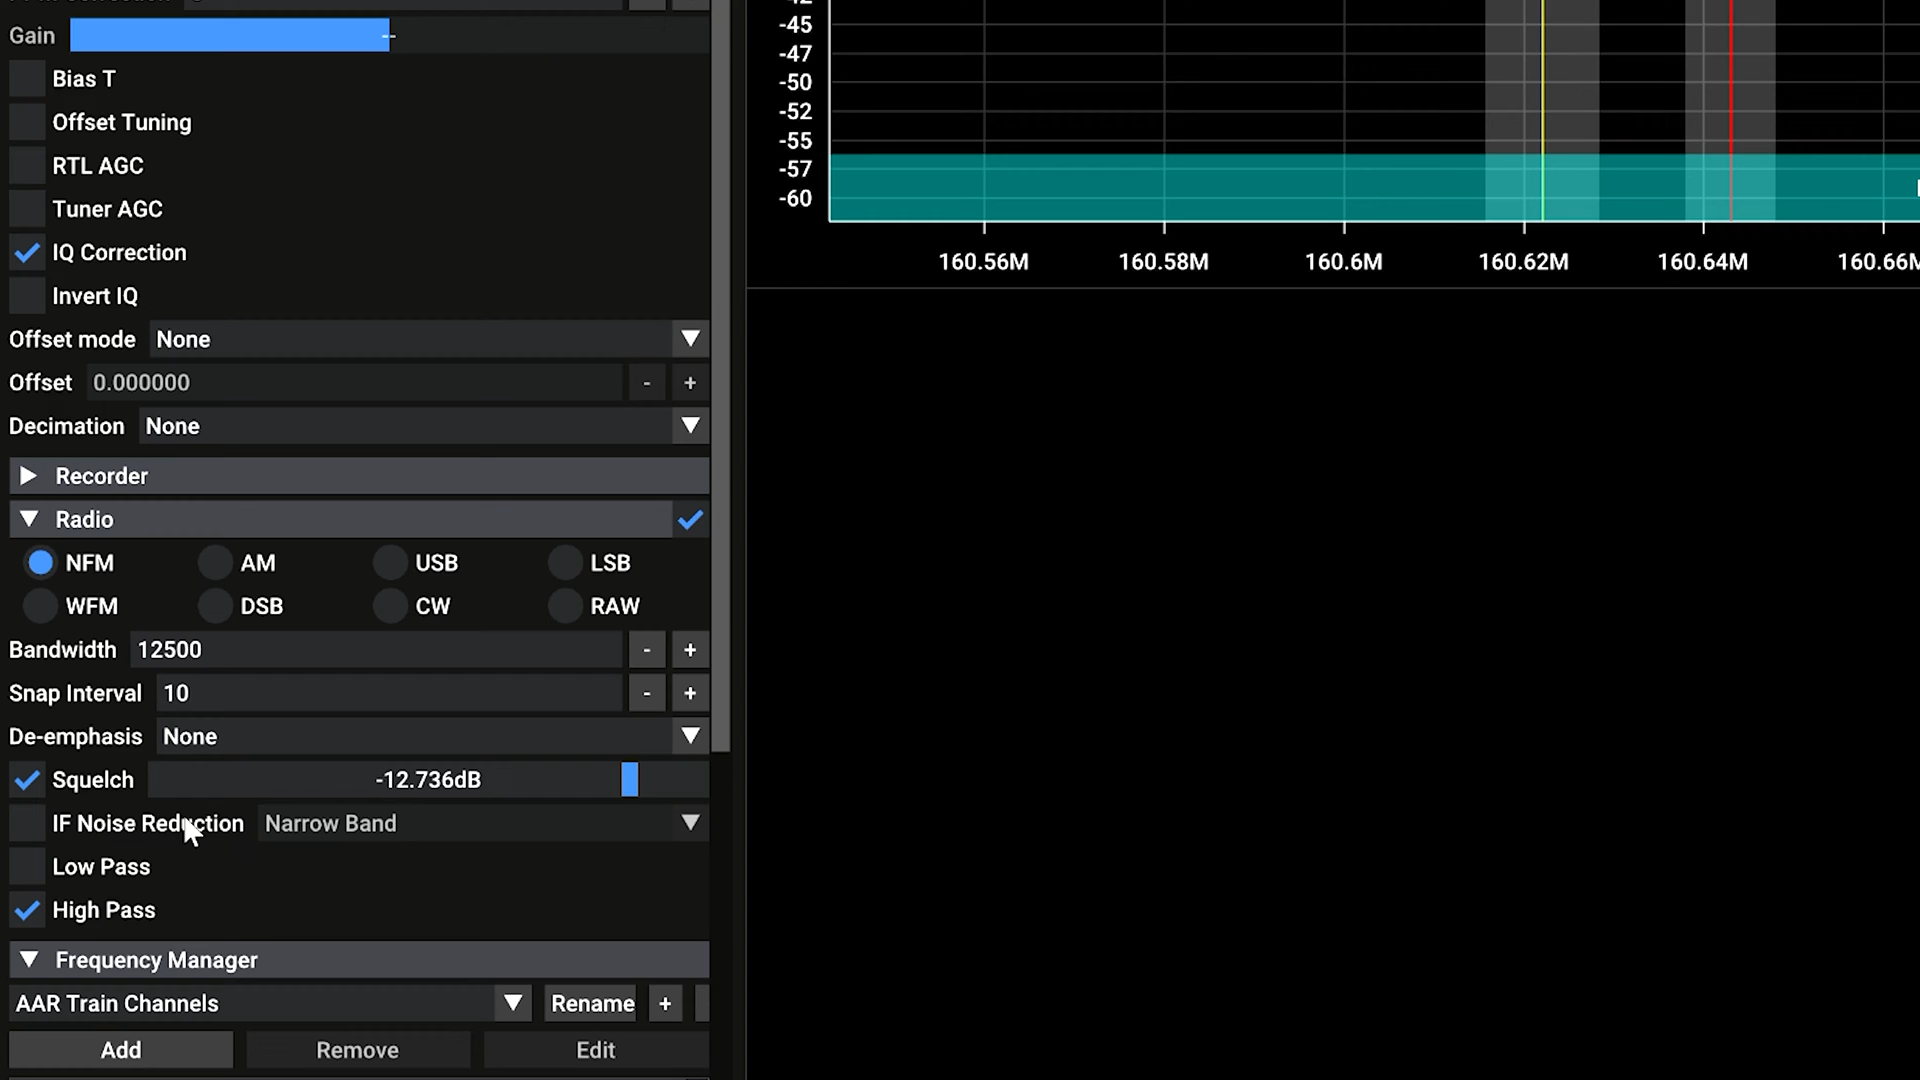 Gain --
Bias T
Offset Tuning
RTL AGC
Tuner AGC
IQ Correction
Invert IQ
Offset mode None
Offset 0.000000 - +
Decimation None
Recorder
Radio
NFM AM USB LSB
WFM DSB CW RAW
Bandwidth 12500 - +
Snap Interval 10 - +
De-emphasis None
Squelch -12.736dB
IF Noise Reduction Narrow Band
Low Pass
High Pass
Frequency Manager
AAR Train Channels Rename +
Add Remove Edit
-45
-47
-50
-52
-55
-57
-60
160.56M 160.58M 160.6M 160.62M 160.64M 160.66M